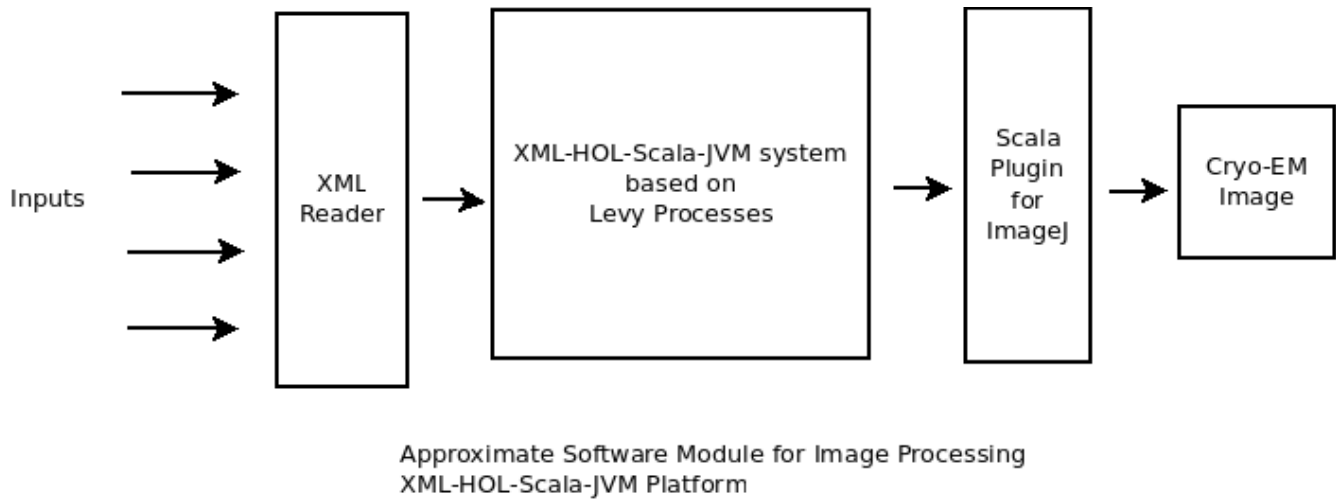 Inputs
XML
Reader
XML-HOL-Scala-JVM system
based on
Levy Processes
Scala
Plugin
for
ImageJ
Cryo-EM
Image
Approximate Software Module for Image Processing
XML-HOL-Scala-JVM Platform